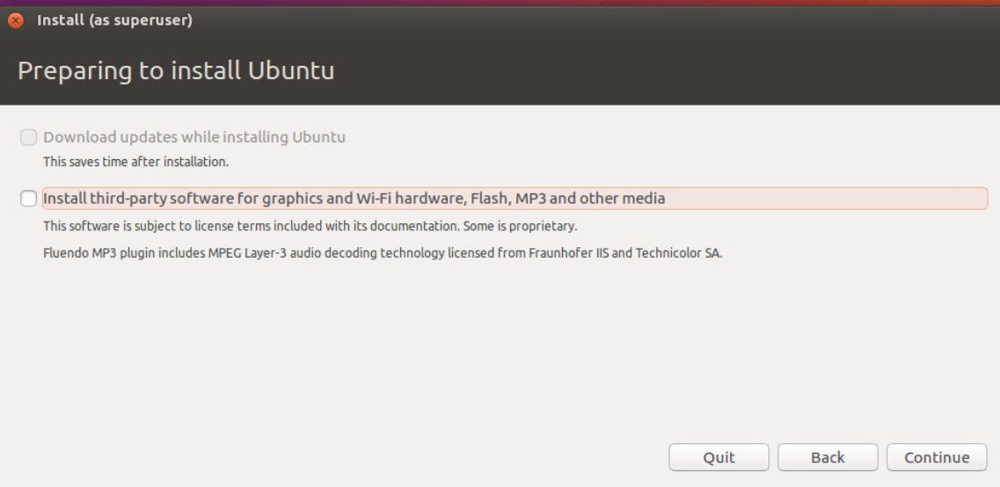 Install (as superuser)
Preparing to install Ubuntu
Download updates while installing Ubuntu
This saves time after installation.
Install third-party software for graphics and Wi-Fi hardware, Flash, MP3 and other media
This software is subject to license terms included with its documentation. Some is proprietary.
Fluendo MP3 plugin includes MPEG Layer-3 audio decoding technology licensed from Fraunhofer IIS and Technicolor SA.
Quit Back Continue